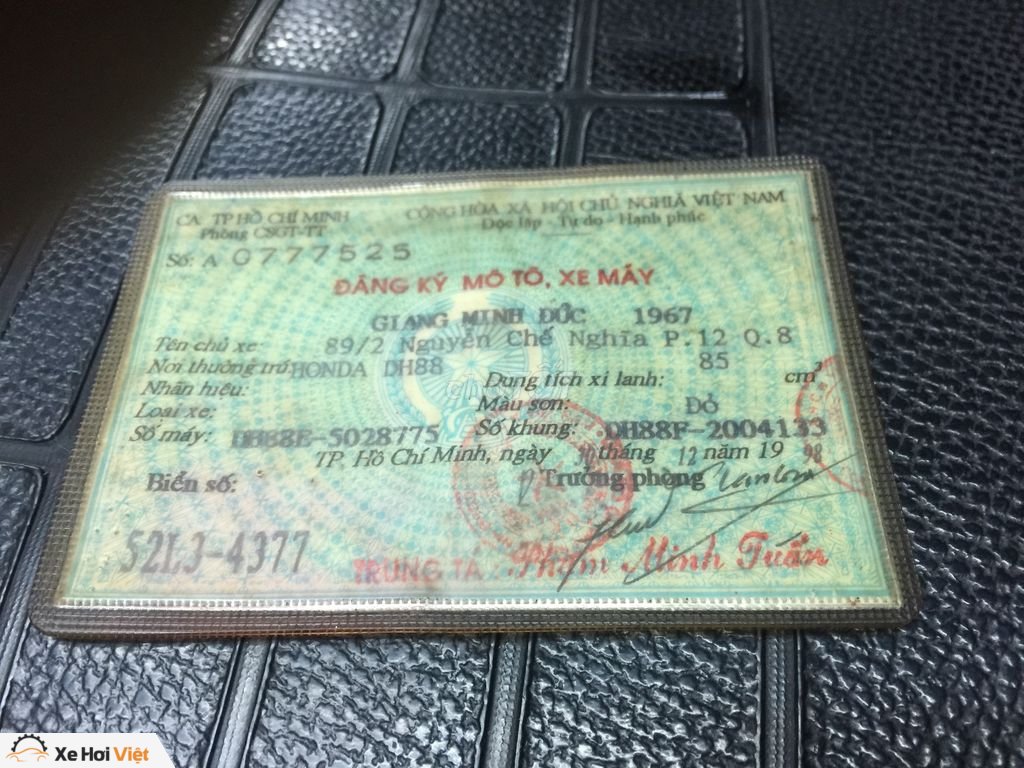 CA TP HỒ CHÍ MINH
Phòng CSGT-TT
CỘNG HÒA XÃ HỘI CHỦ NGHĨA VIỆT NAM
Độc lập - Tự do - Hạnh phúc
Số: A 0777525
ĐĂNG KÝ MÔ TÔ, XE MÁY
GIANG MINH ĐỨC 1967
Tên chủ xe: 89/2 Nguyễn Chế Nghĩa P.12 Q.8
Nơi thường trú: HONDA DH88 85
Nhãn hiệu: Dung tích xi lanh: cm³
Loại xe: Màu sơn: ĐỎ
Số máy: DH88E-5028775 Số khung: DH88F-2004133
TP Hồ Chí Minh, ngày tháng 12 năm 19 98
Biển số: Trưởng phòng
52L3-4377
TRUNG TÁ Phạm Minh Tuấn
Xe Hơi Việt